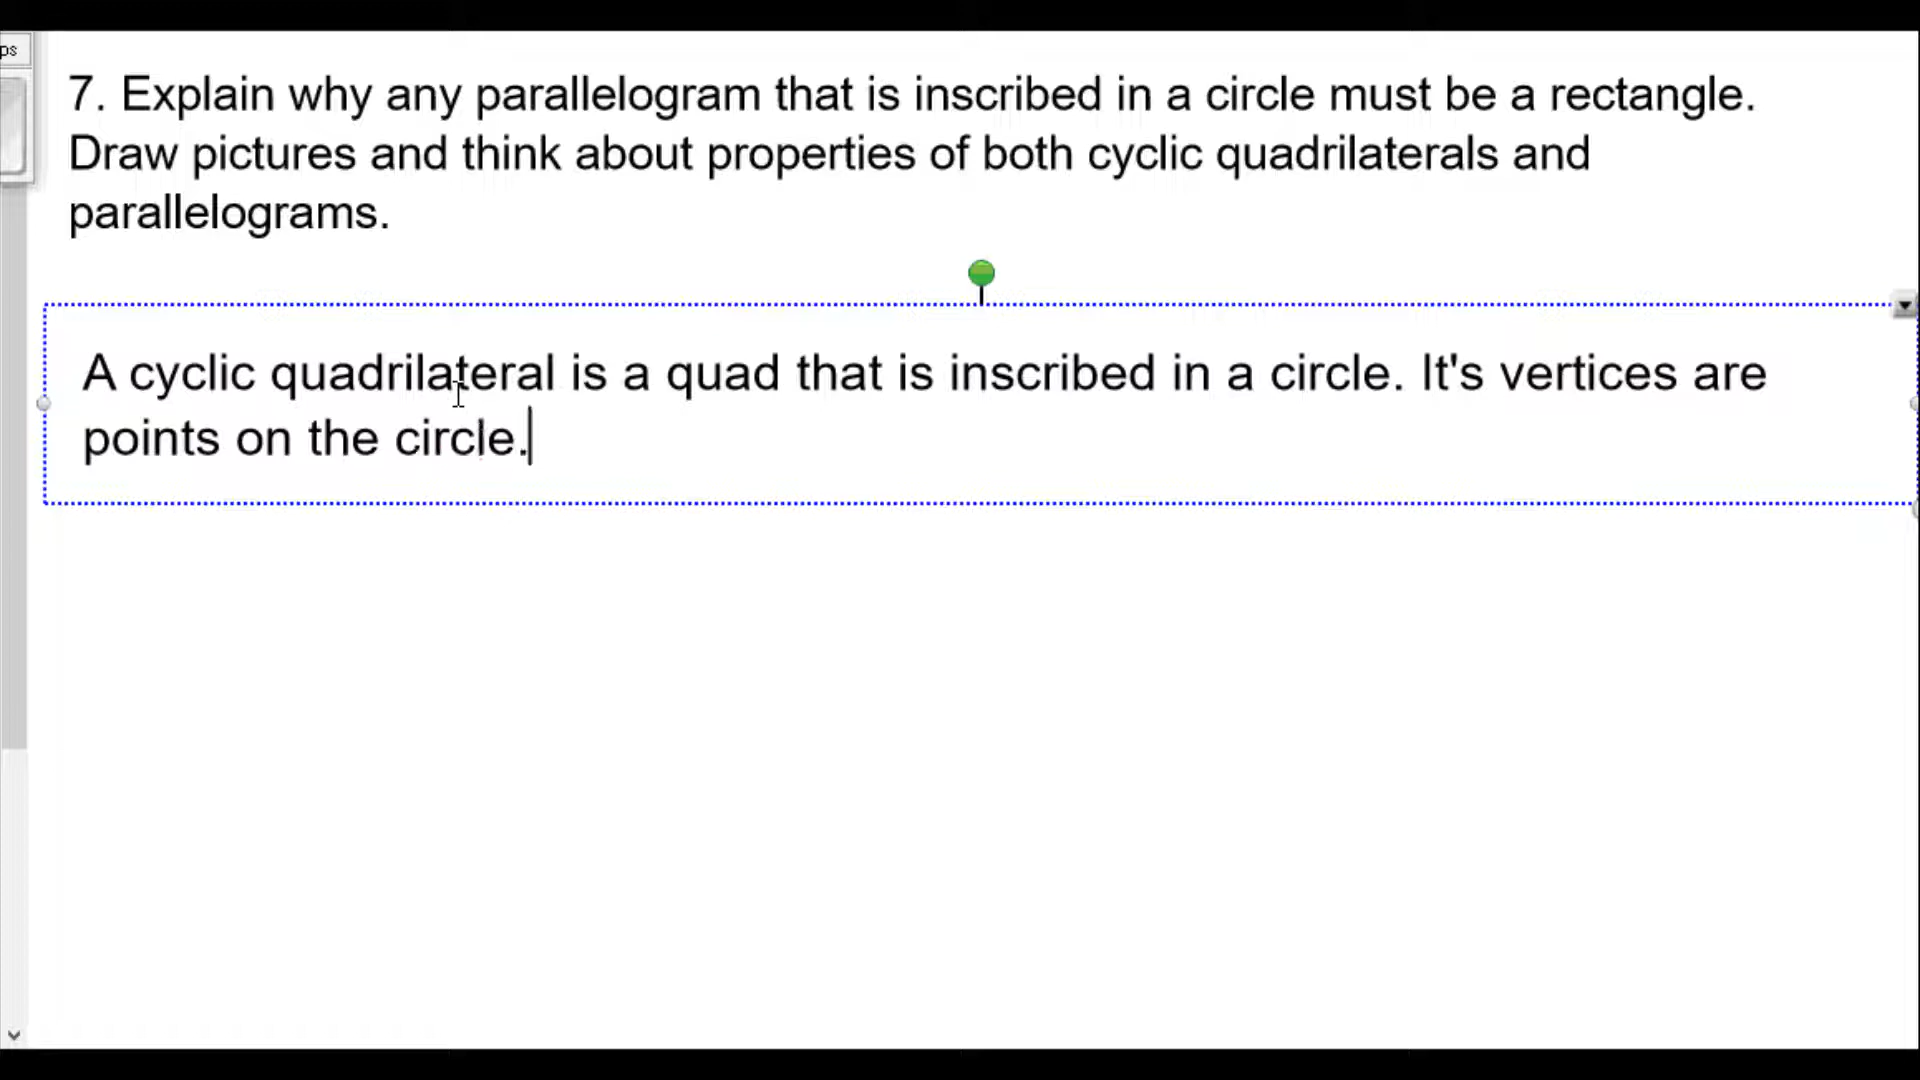 ps
7. Explain why any parallelogram that is inscribed in a circle must be a rectangle.
Draw pictures and think about properties of both cyclic quadrilaterals and
parallelograms.
A cyclic quadrilateral is a quad that is inscribed in a circle. It's vertices are
points on the circle.